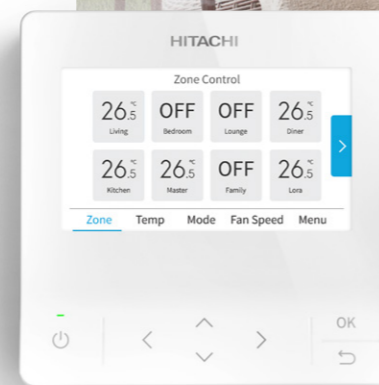 HITACHI
Zone Control
26.5°C OFF OFF 26.5°C
Living Bedroom Lounge Diner
26.5°C 26.5°C OFF 26.5°C
Kitchen Master Family Lora
Zone Temp Mode Fan Speed Menu
OK